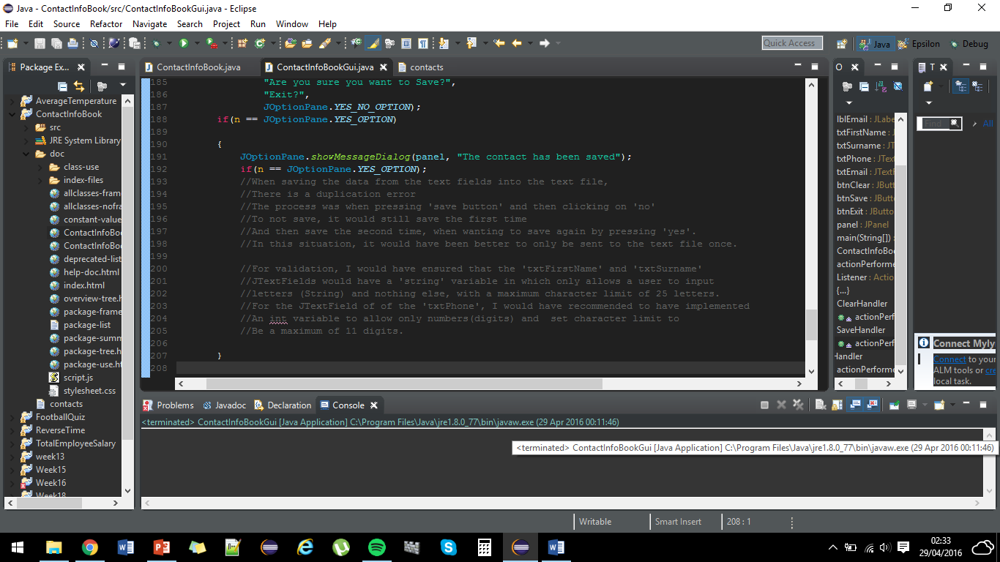 Java - ContactInfoBook/src/ContactInfoBookGui.java - Eclipse
File Edit Source Refactor Navigate Search Project Run Window Help
Quick Access
Java
Epsilon
Debug
Package Ex...
AverageTemperature
ContactInfoBook
src
JRE System Library
doc
class-use
index-files
allclasses-fram
allclasses-nofra
constant-value
ContactInfoBoo
ContactInfoBoo
deprecated-list
help-doc.html
index.html
overview-tree.h
package-frame
package-list
package-summ
package-tree.h
package-use.ht
script.js
stylesheet.css
contacts
FootballQuiz
ReverseTime
TotalEmployeeSalary
week13
Week15
Week16
Week18
ContactInfoBook.java
ContactInfoBookGui.java
contacts
185 "Are you sure you want to Save?",
186 "Exit?",
187 JOptionPane.YES_NO_OPTION);
188 if(n == JOptionPane.YES_OPTION)
189
190 {
191 JOptionPane.showMessageDialog(panel, "The contact has been saved");
192 if(n == JOptionPane.YES_OPTION);
193 //When saving the data from the text fields into the text file,
194 //There is a duplication error
195 //The process was when pressing 'save button' and then clicking on 'no'
196 //To not save, it would still save the first time
197 //And then save the second time, when wanting to save again by pressing 'yes'.
198 //In this situation, it would have been better to only be sent to the text file once.
199
200 //For validation, I would have ensured that the 'txtFirstName' and 'txtSurname'
201 //JTextFields would have a 'string' variable in which only allows a user to input
202 //letters (String) and nothing else, with a maximum character limit of 25 letters.
203 //For the JTextField of of the 'txtPhone', I would have recommended to have implemented
204 //An int variable to allow only numbers(digits) and  set character limit to
205 //Be a maximum of 11 digits.
206
207 }
208
O
lblEmail : JLabe
txtFirstName : J
txtSurname : JT
txtPhone : JText
txtEmail : JTextF
btnClear : JButt
btnSave : JButto
btnExit : JButto
panel : JPanel
main(String[]) :
ContactInfoBo
actionPerforme
Listener : Actio
{...}
ClearHandler
actionPerf
SaveHandler
actionPerf
Handler
actionPerforme
T
Find
All
Connect Myly
Connect to your
ALM tools or cre
local task.
Problems
Javadoc
Declaration
Console
<terminated> ContactInfoBookGui [Java Application] C:\Program Files\Java\jre1.8.0_77\bin\javaw.exe (29 Apr 2016 00:11:46)
<terminated> ContactInfoBookGui [Java Application] C:\Program Files\Java\jre1.8.0_77\bin\javaw.exe (29 Apr 2016 00:11:46)
Writable
Smart Insert
208 : 1
02:33
29/04/2016